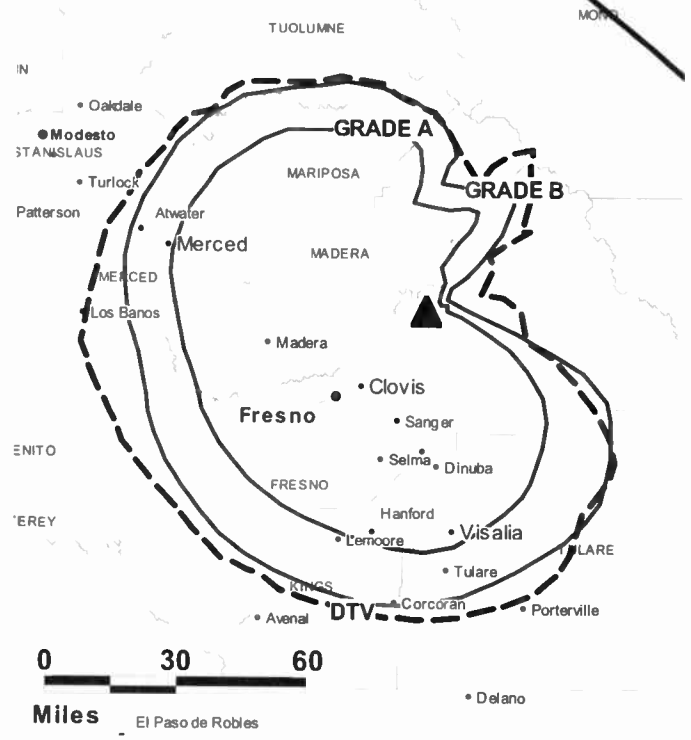 MONO
TUOLUMNE
IN
Oakdale
Modesto
STANISLAUS
GRADE A
Turlock
MARIPOSA
GRADE B
Patterson
Atwater
Merced
MADERA
MERCED
Los Banos
Madera
Clovis
Fresno
Sanger
ENITO
Selma
Dinuba
FRESNO
TEREY
Hanford
Lemoore
Visalia
TULARE
Tulare
KINGS
Corcoran
DTV
Porterville
Avenal
0 30 60
Miles
El Paso de Robles
Delano